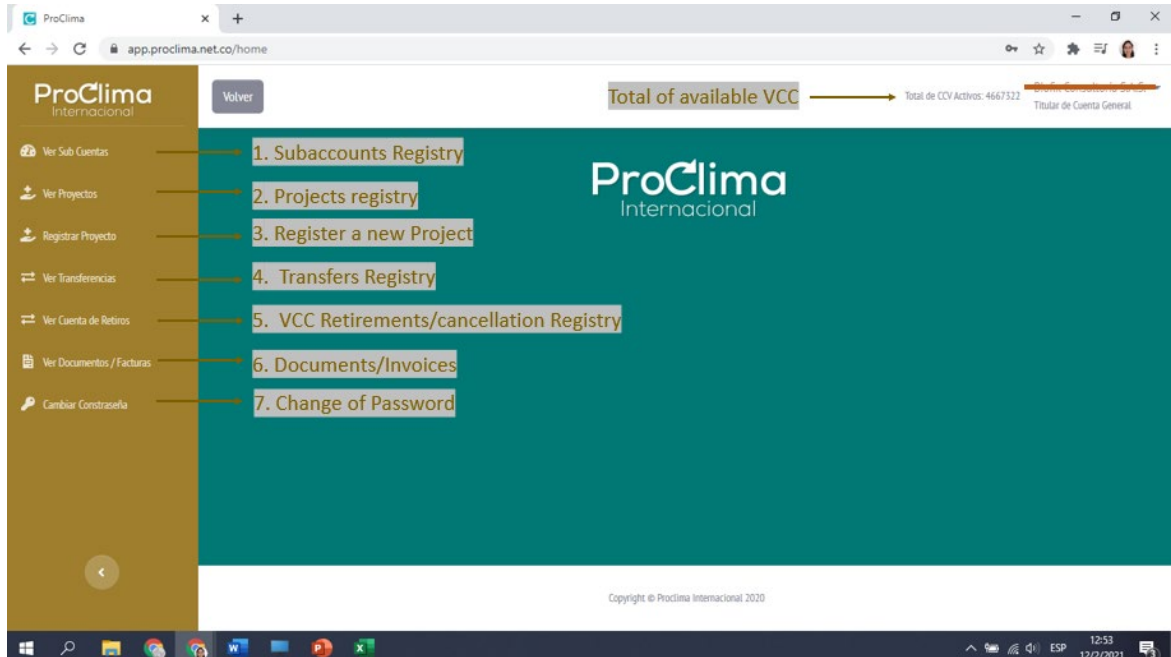 ProClima
app.proclima.net.co/home
ProClima
Internacional
Volver
Total of available VCC
Total de CCV Activos: 4667322
Titular de Cuenta General
Ver Sub Cuentas
1. Subaccounts Registry
ProClima
Internacional
Ver Proyectos
2. Projects registry
Registrar Proyecto
3. Register a new Project
Ver Transferencias
4. Transfers Registry
Ver Cuenta de Retiros
5. VCC Retirements/cancellation Registry
Ver Documentos / Facturas
6. Documents/Invoices
Cambiar Constraseña
7. Change of Password
Copyright © Proclima Internacional 2020
ESP
12:53
12/2/2021